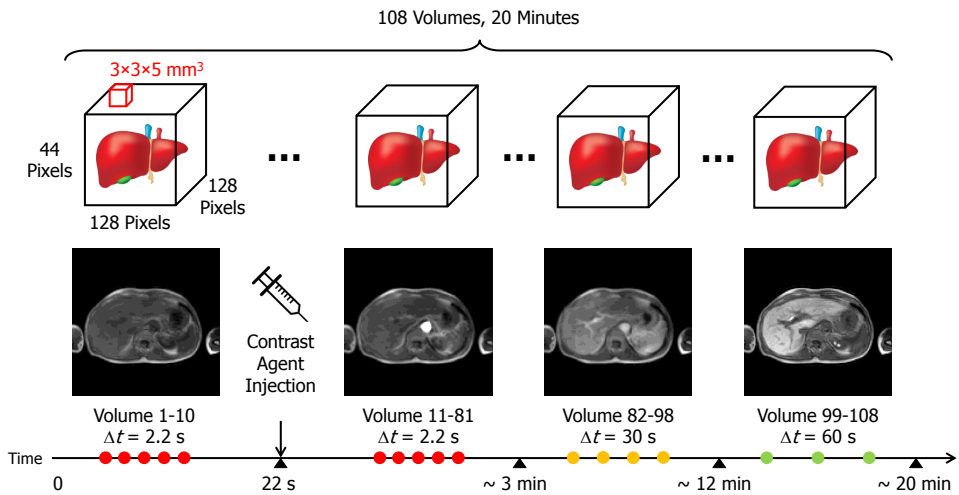 108 Volumes, 20 Minutes
3×3×5 mm³
44
Pixels
128
Pixels
128 Pixels
...
...
...
Contrast
Agent
Injection
Volume 1-10
Δt = 2.2 s
Volume 11-81
Δt = 2.2 s
Volume 82-98
Δt = 30 s
Volume 99-108
Δt = 60 s
Time
0
22 s
~ 3 min
~ 12 min
~ 20 min